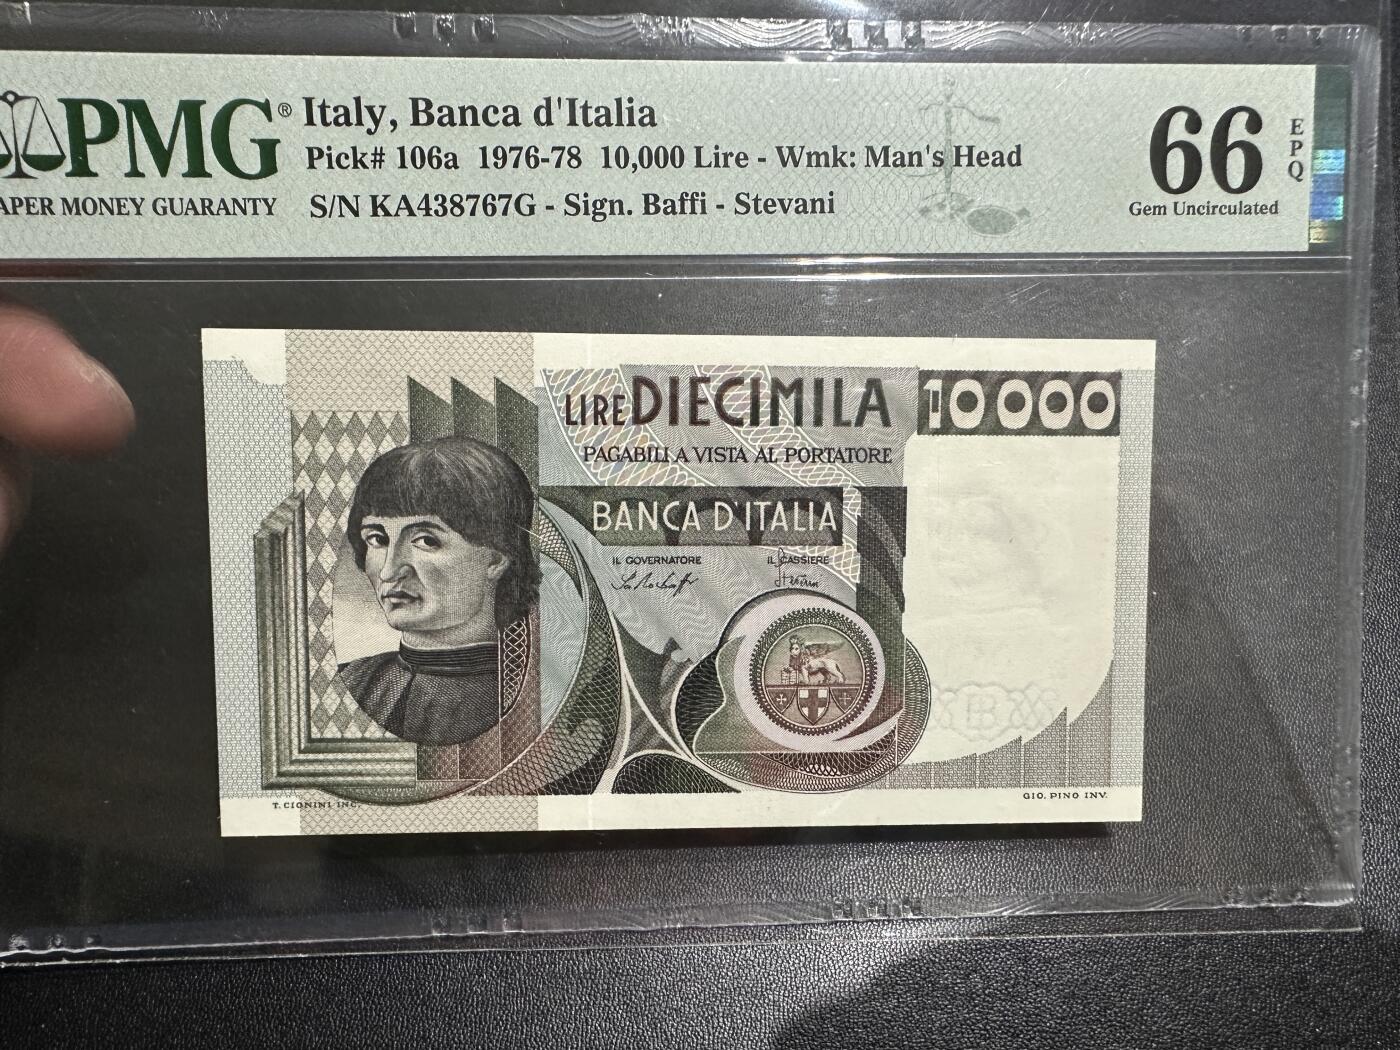 PMG®
APER MONEY GUARANTY
Italy, Banca d'Italia
Pick# 106a 1976-78 10,000 Lire - Wmk: Man's Head
S/N KA438767G - Sign. Baffi - Stevani
66 EPQ
Gem Uncirculated
LIRE DIECIMILA
10000
PAGABILI A VISTA AL PORTATORE
BANCA D'ITALIA
IL GOVERNATORE
IL CASSIERE
T. CIONINI INC.
GIO. PINO INV.